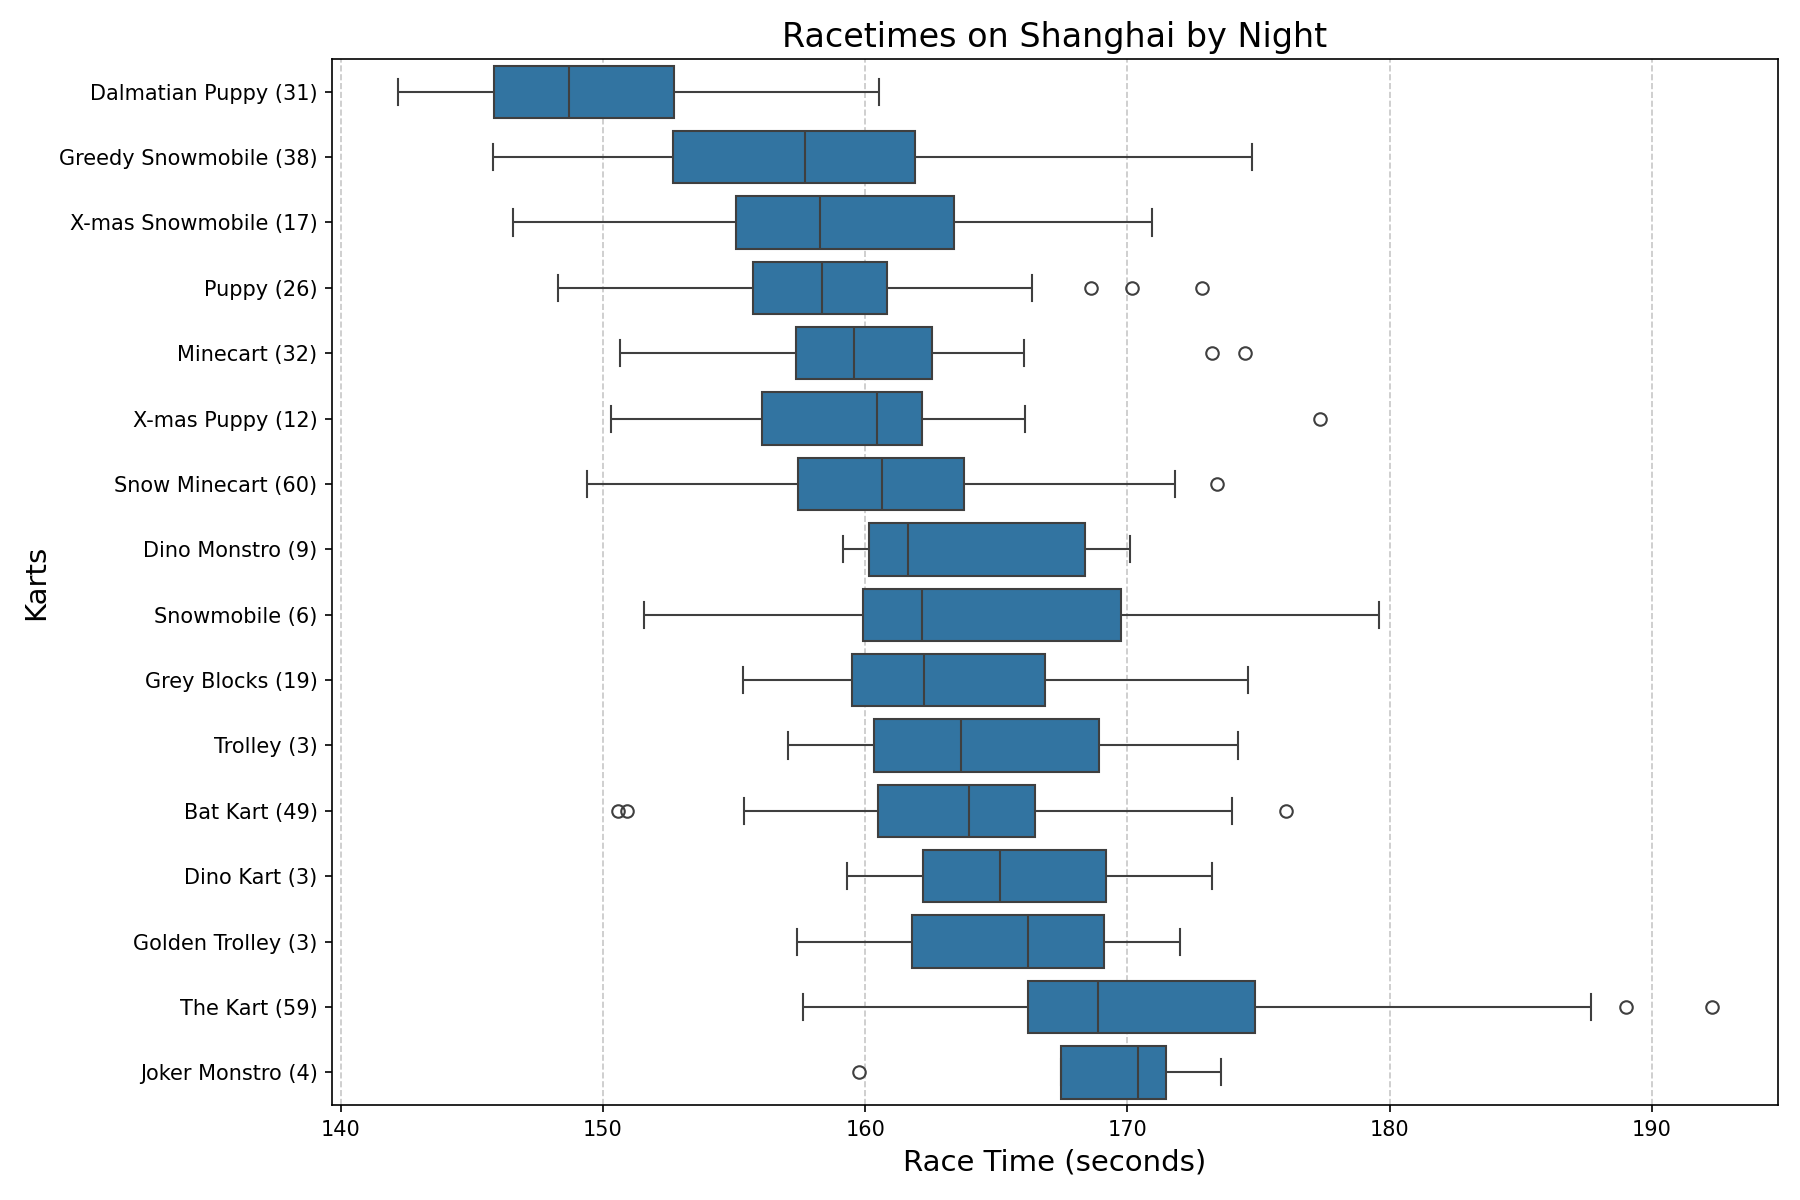 Racetimes on Shanghai by Night
Dalmatian Puppy (31)
Greedy Snowmobile (38)
X-mas Snowmobile (17)
Puppy (26)
Minecart (32)
X-mas Puppy (12)
Snow Minecart (60)
Dino Monstro (9)
Snowmobile (6)
Grey Blocks (19)
Trolley (3)
Bat Kart (49)
Dino Kart (3)
Golden Trolley (3)
The Kart (59)
Joker Monstro (4)
Karts
140 150 160 170 180 190
Race Time (seconds)